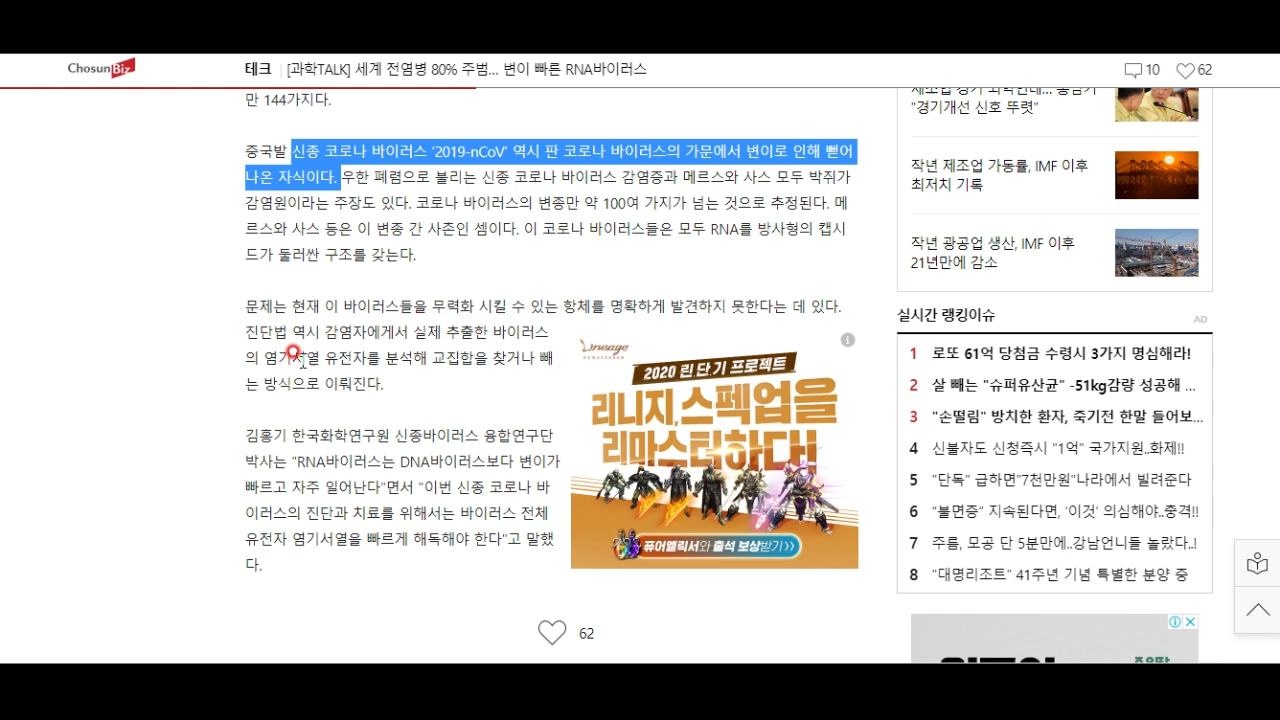 ChosunBiz
테크 [과학TALK] 세계 전염병 80% 주범... 변이 빠른 RNA바이러스
10 62
만 144가지다.
중국발 신종 코로나 바이러스 '2019-nCoV' 역시 판 코로나 바이러스의 가문에서 변이로 인해 뻗어
나온 자식이다. 우한 폐렴으로 불리는 신종 코로나 바이러스 감염증과 메르스와 사스 모두 박쥐가
감염원이라는 주장도 있다. 코로나 바이러스의 변종만 약 100여 가지가 넘는 것으로 추정된다. 메
르스와 사스 등은 이 변종 간 사촌인 셈이다. 이 코로나 바이러스들은 모두 RNA를 방사형의 캡시
드가 둘러싼 구조를 갖는다.
문제는 현재 이 바이러스들을 무력화 시킬 수 있는 항체를 명확하게 발견하지 못한다는 데 있다.
진단법 역시 감염자에게서 실제 추출한 바이러스
의 염기서열 유전자를 분석해 교집합을 찾거나 빼
는 방식으로 이뤄진다.
김홍기 한국화학연구원 신종바이러스 융합연구단
박사는 "RNA바이러스는 DNA바이러스보다 변이가
빠르고 자주 일어난다"면서 "이번 신종 코로나 바
이러스의 진단과 치료를 위해서는 바이러스 전체
유전자 염기서열을 빠르게 해독해야 한다"고 말했
다.
Lineage
REMASTERED
2020 린.단.기 프로젝트
리니지, 스펙업을
리마스터하다!
퓨어엘릭서와 출석 보상받기>>
62
"경기개선 신호 뚜렷"
작년 제조업 가동률, IMF 이후
최저치 기록
작년 광공업 생산, IMF 이후
21년만에 감소
실시간 랭킹이슈
AD
1 로또 61억 당첨금 수령시 3가지 명심해라!
2 살 빼는 "슈퍼유산균" -51kg감량 성공해 ...
3 "손떨림" 방치한 환자, 죽기전 한말 들어보...
4 신불자도 신청즉시 "1억" 국가지원..화제!!
5 "단독" 급하면"7천만원"나라에서 빌려준다
6 "불면증" 지속된다면, '이것' 의심해야..충격!!
7 주름, 모공 단 5분만에..강남언니들 놀랐다..!
8 "대명리조트" 41주년 기념 특별한 분양 중